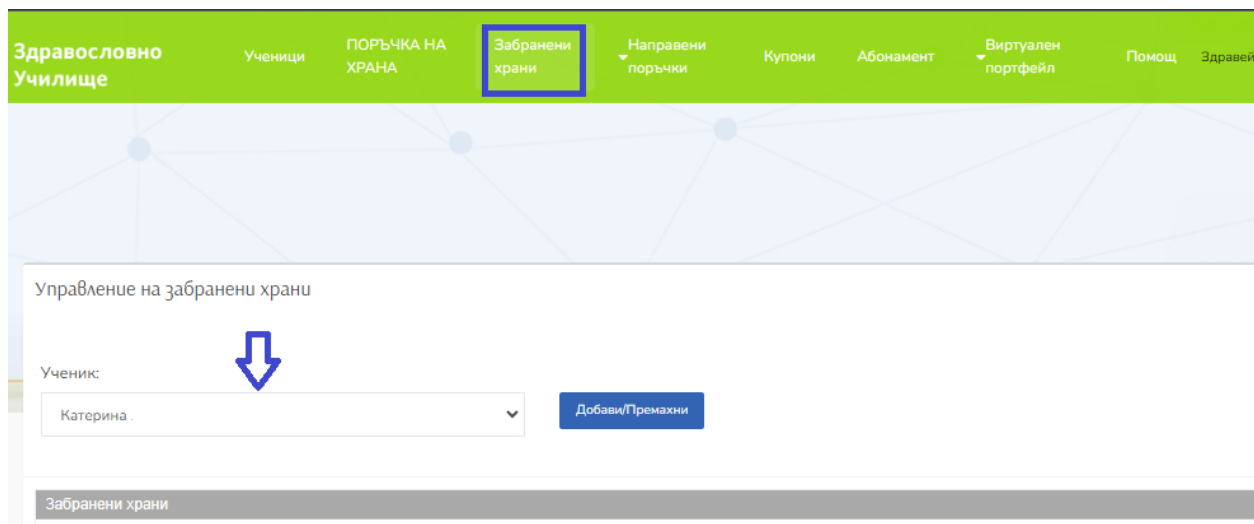 Здравословно
Училище
Ученици
ПОРЪЧКА НА
ХРАНА
Забранени
храни
Направени
поръчки
Купони
Абонамент
Виртуален
портфейл
Помощ
Здравей
Управление на забранени храни
Ученик:
Катерина .
Добави/Премахни
Забранени храни